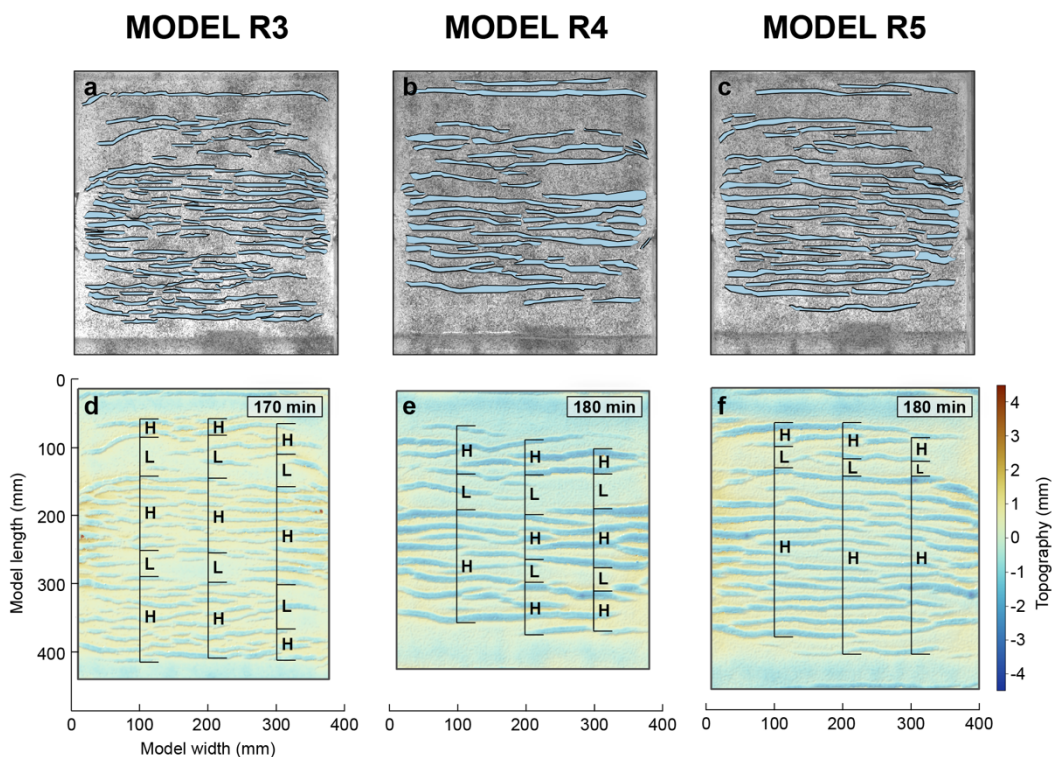 MODEL R3 MODEL R4 MODEL R5
a b c
0
100
200
300
400
Model length (mm)
d 170 min
H H H
L L L
H H H
L L L
H H H
e 180 min
H H H
L L L
H H H
L L
H H
f 180 min
H H H
L L L
H H H
4
3
2
1
0
-1
-2
-3
-4
Topography (mm)
0 100 200 300 400
0 100 200 300 400
0 100 200 300 400
Model width (mm)